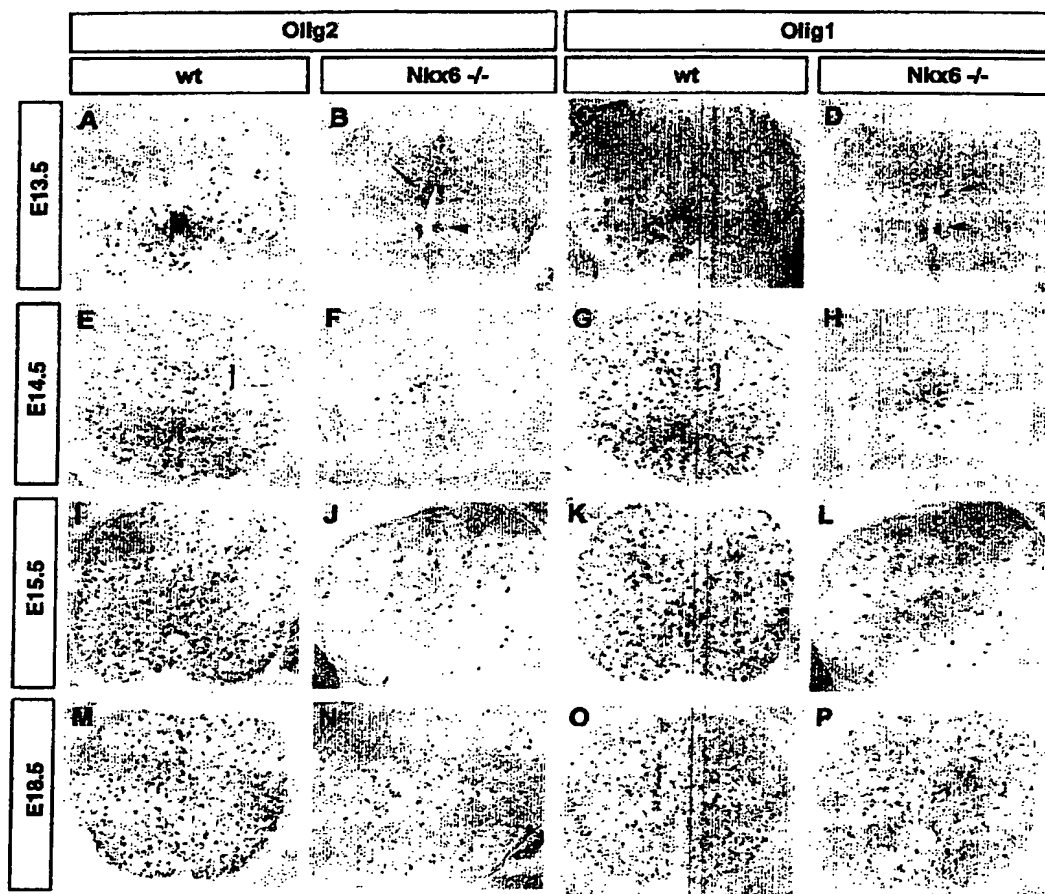 Olig2 Olig1
wt Nkx6 -/- wt Nkx6 -/-
E13.5
A B C D
E14.5
E F G H
E15.5
I J K L
E18.5
M N O P